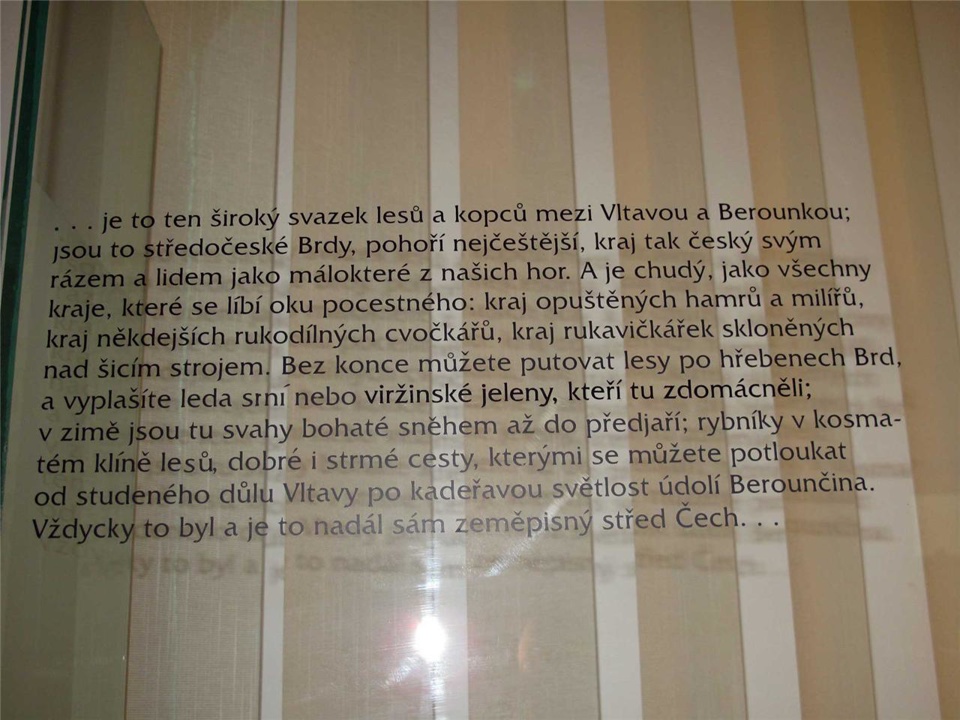 . . . je to ten široký svazek lesů a kopců mezi Vltavou a Berounkou;
jsou to středočeské Brdy, pohoří nejčeštější, kraj tak český svým
rázem a lidem jako málokteré z našich hor. A je chudý, jako všechny
kraje, které se líbí oku pocestného: kraj opuštěných hamrů a milířů,
kraj někdejších rukodílných cvočkářů, kraj rukavičkářek skloněných
nad šicím strojem. Bez konce můžete putovat lesy po hřebenech Brd,
a vyplašíte leda srní nebo viržinské jeleny, kteří tu zdomácněli;
v zimě jsou tu svahy bohaté sněhem až do předjaří; rybníky v kosma-
tém klíně lesů, dobré i strmé cesty, kterými se můžete potloukat
od studeného důlu Vltavy po kadeřavou světlost údolí Berounčina.
Vždycky to byl a je to nadál sám zeměpisný střed Čech. . .